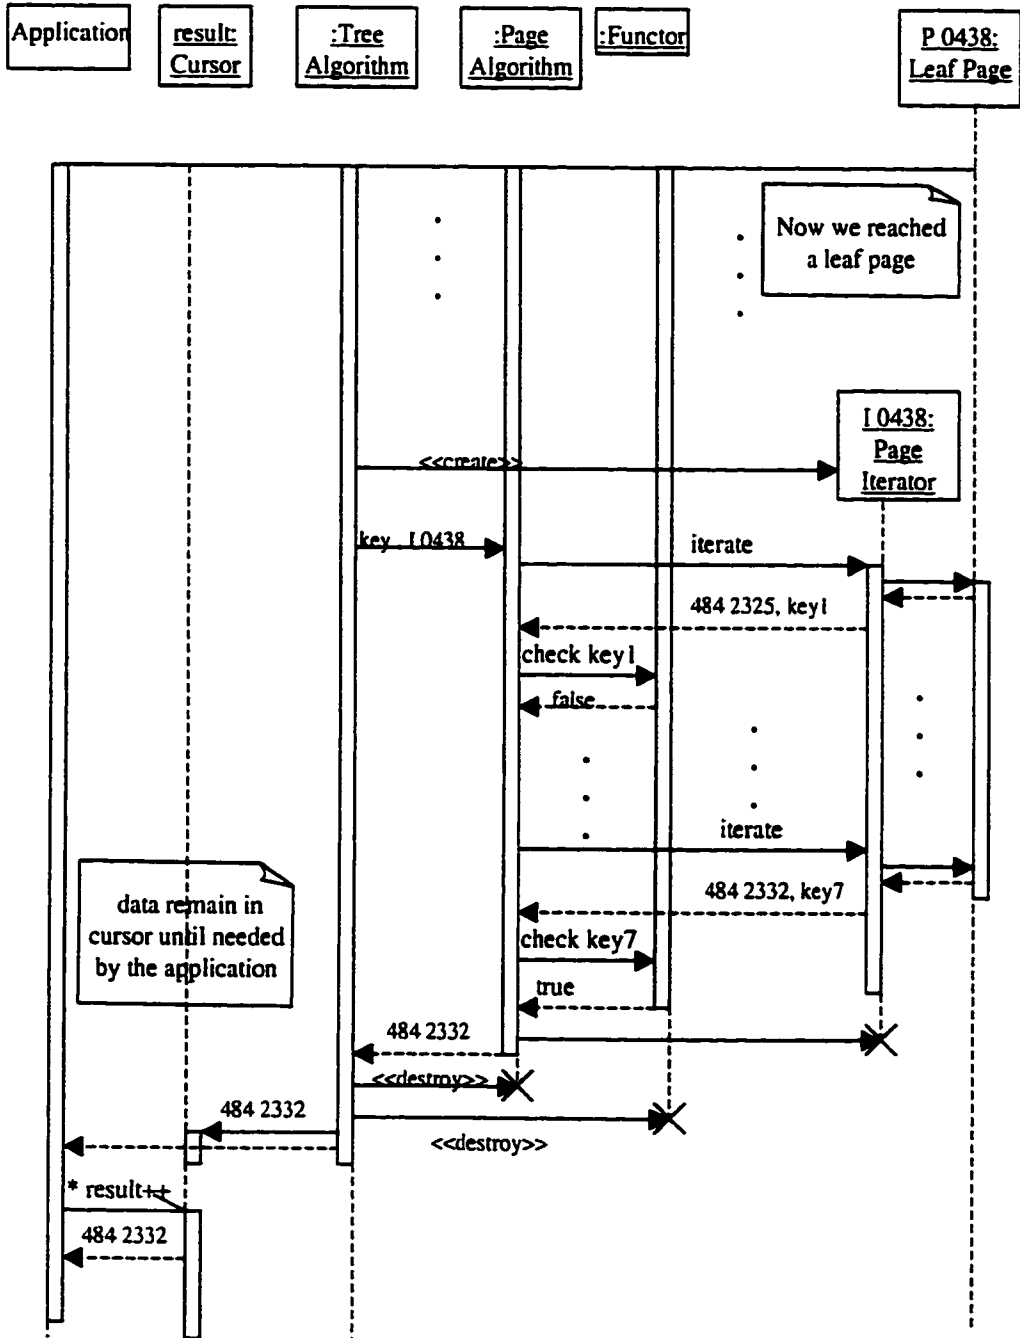 Application
result:
Cursor
:Tree
Algorithm
:Page
Algorithm
:Functor
P 0438:
Leaf Page
Now we reached
a leaf page
I 0438:
Page
Iterator
<<create>>
key , I 0438
iterate
484 2325, key1
check key1
false
iterate
484 2332, key7
data remain in
cursor until needed
by the application
check key7
true
484 2332
<<destroy>>
484 2332
<<destroy>>
* result++
484 2332